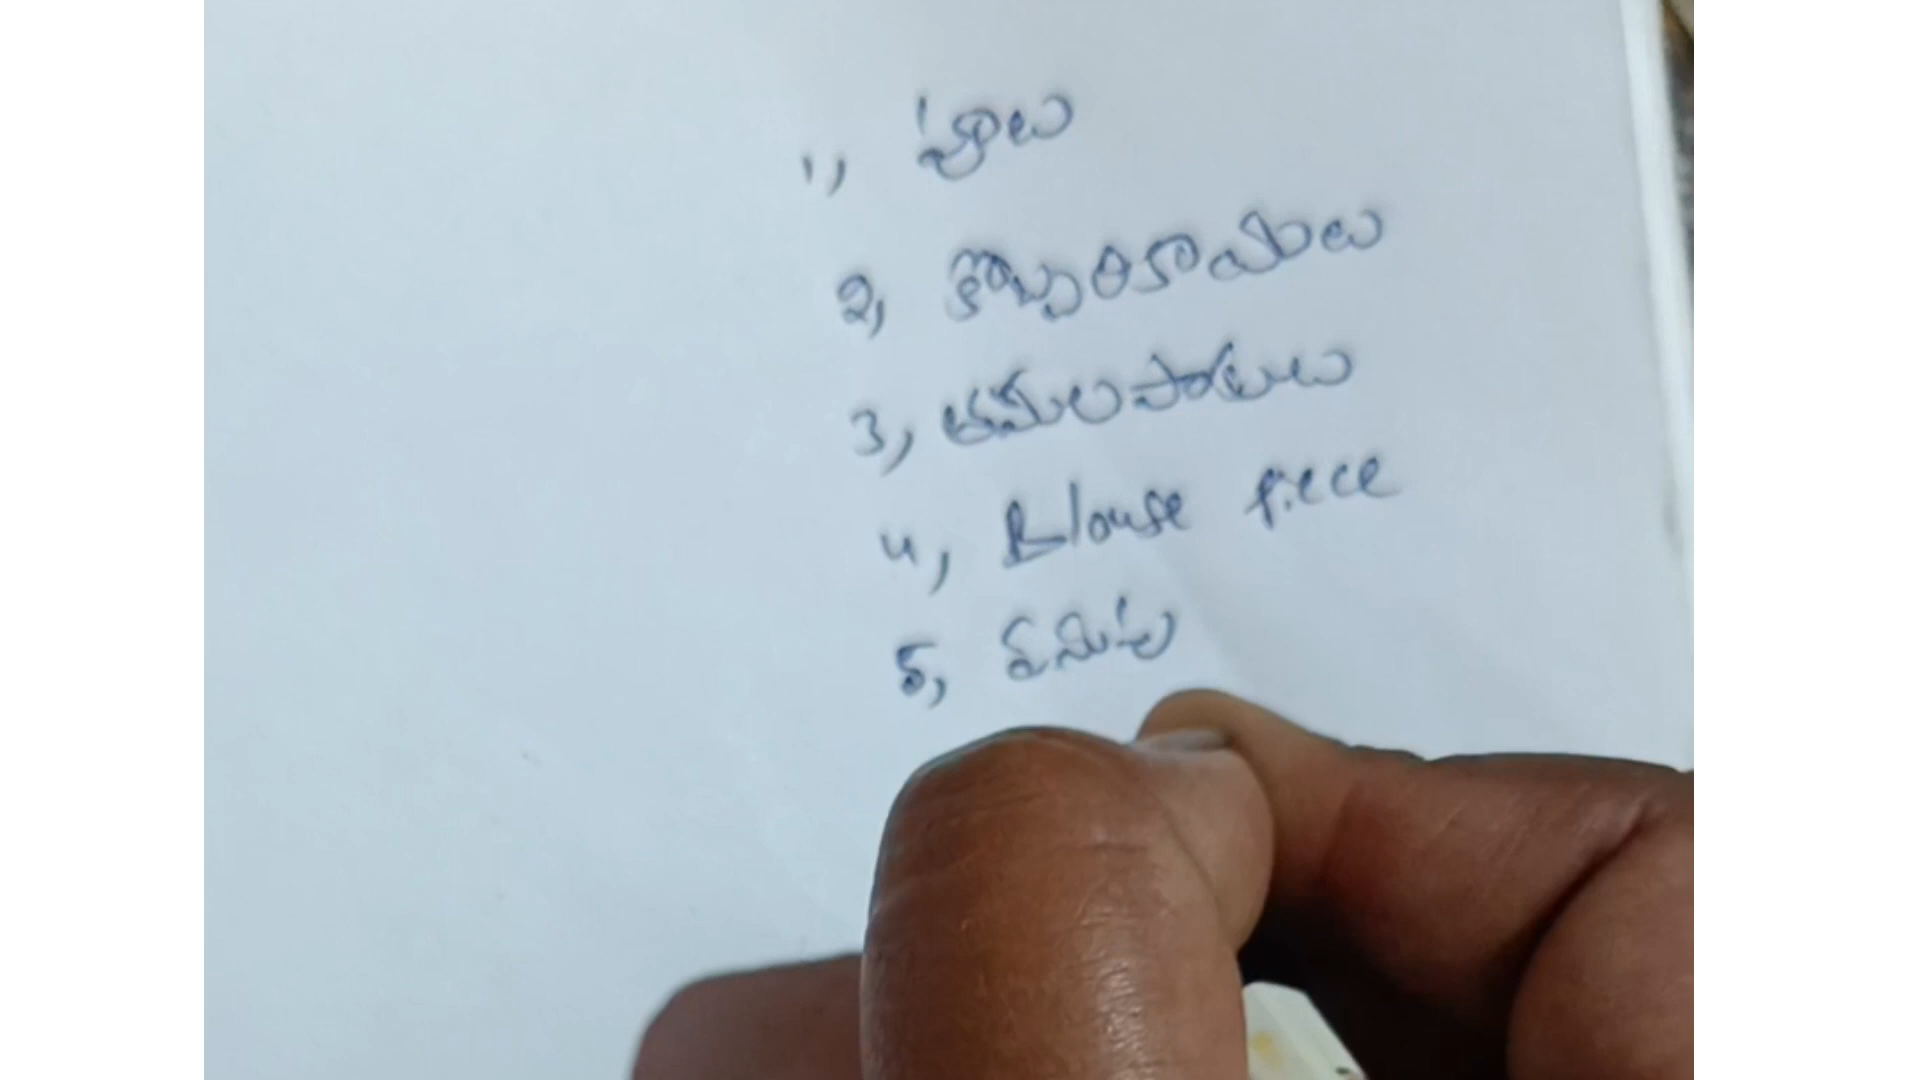 1, పూలు
2, కొబ్బరికాయలు
3, తమలపాకులు
4, Blouse piece
5,